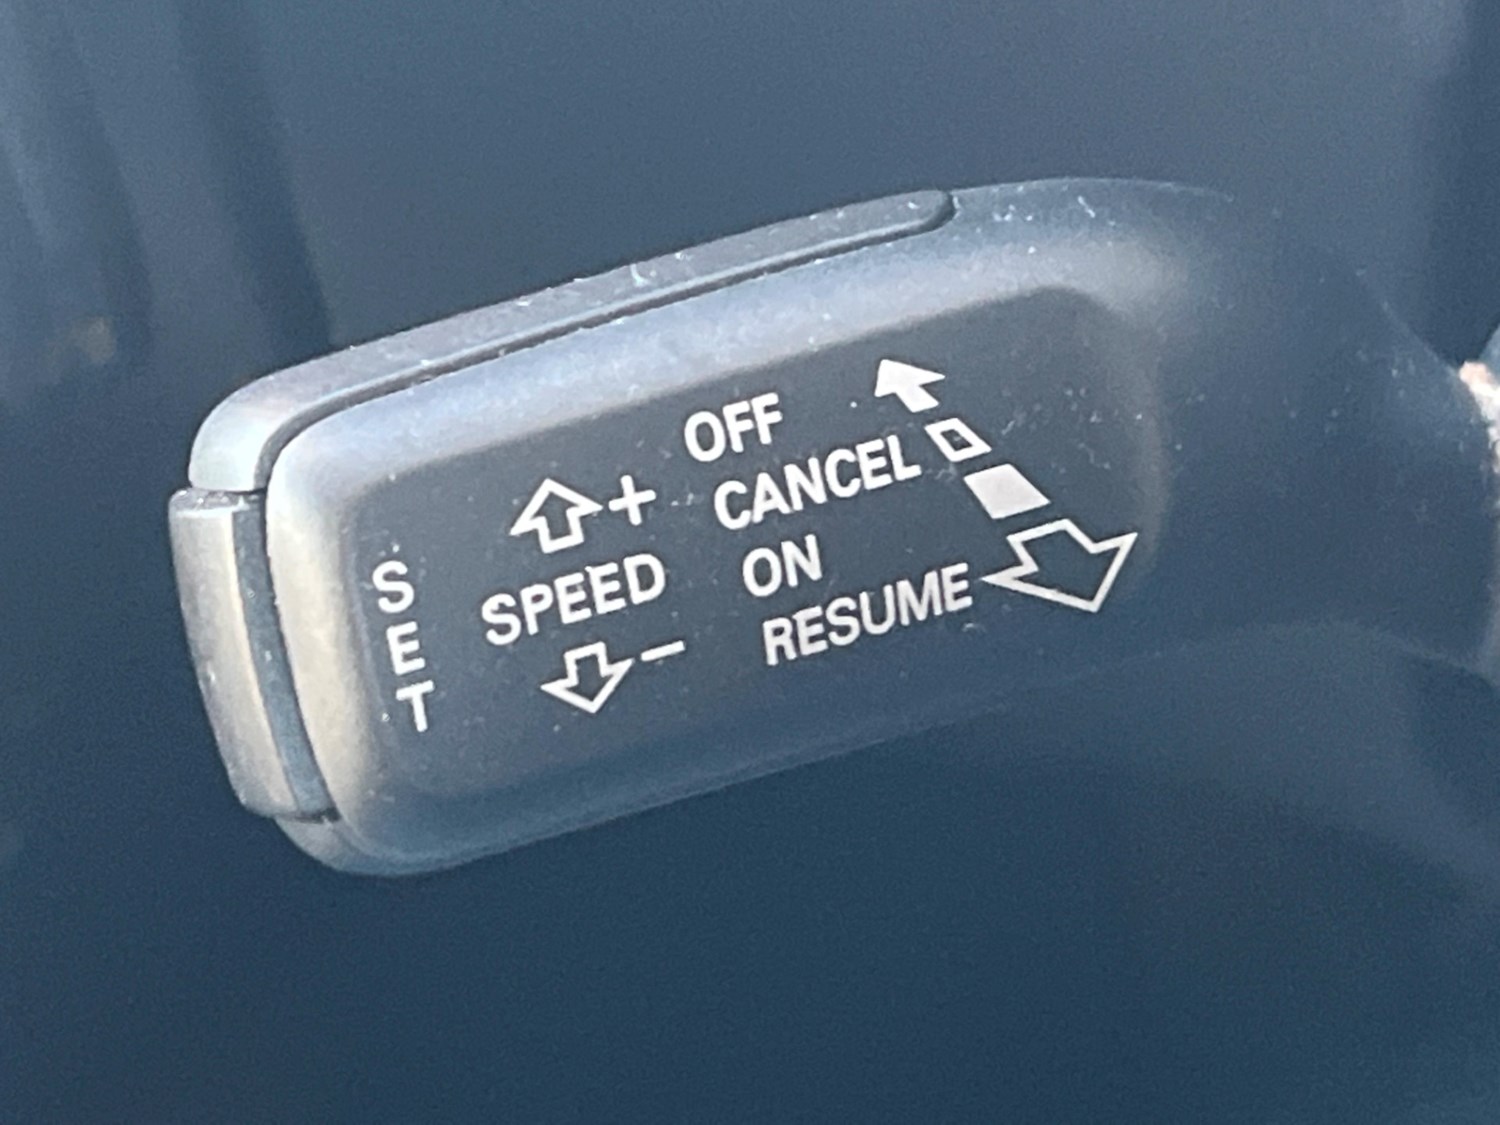 OFF
CANCEL
ON
RESUME
+
SPEED
-
SET